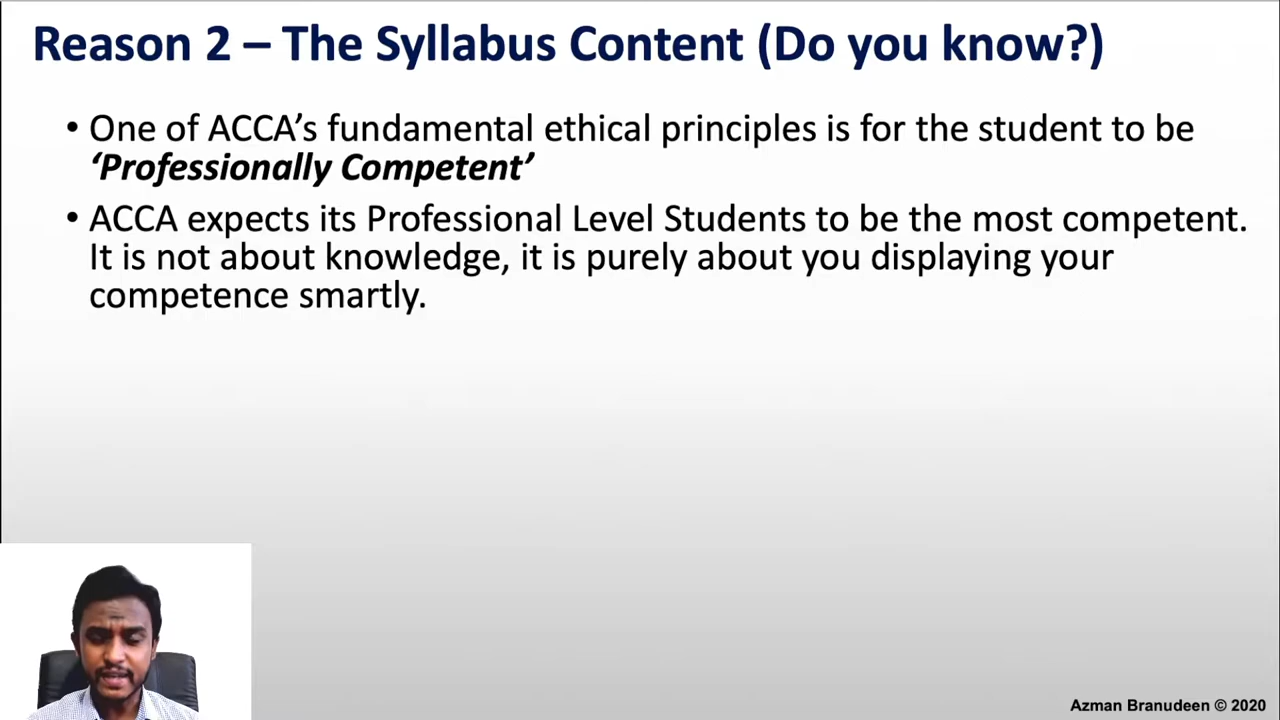 Reason 2 – The Syllabus Content (Do you know?)
• One of ACCA’s fundamental ethical principles is for the student to be
‘Professionally Competent’
• ACCA expects its Professional Level Students to be the most competent.
It is not about knowledge, it is purely about you displaying your
competence smartly.
Azman Branudeen © 2020